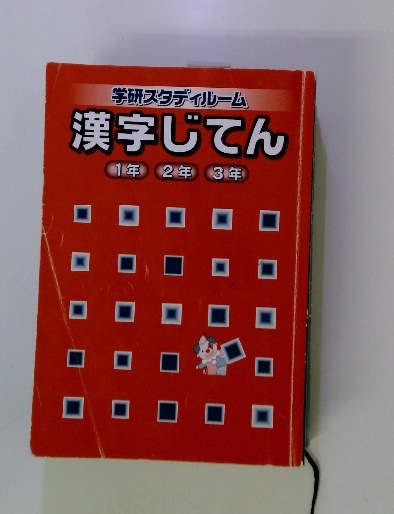 学研スタディルーム
漢字じてん
1年 2年 3年